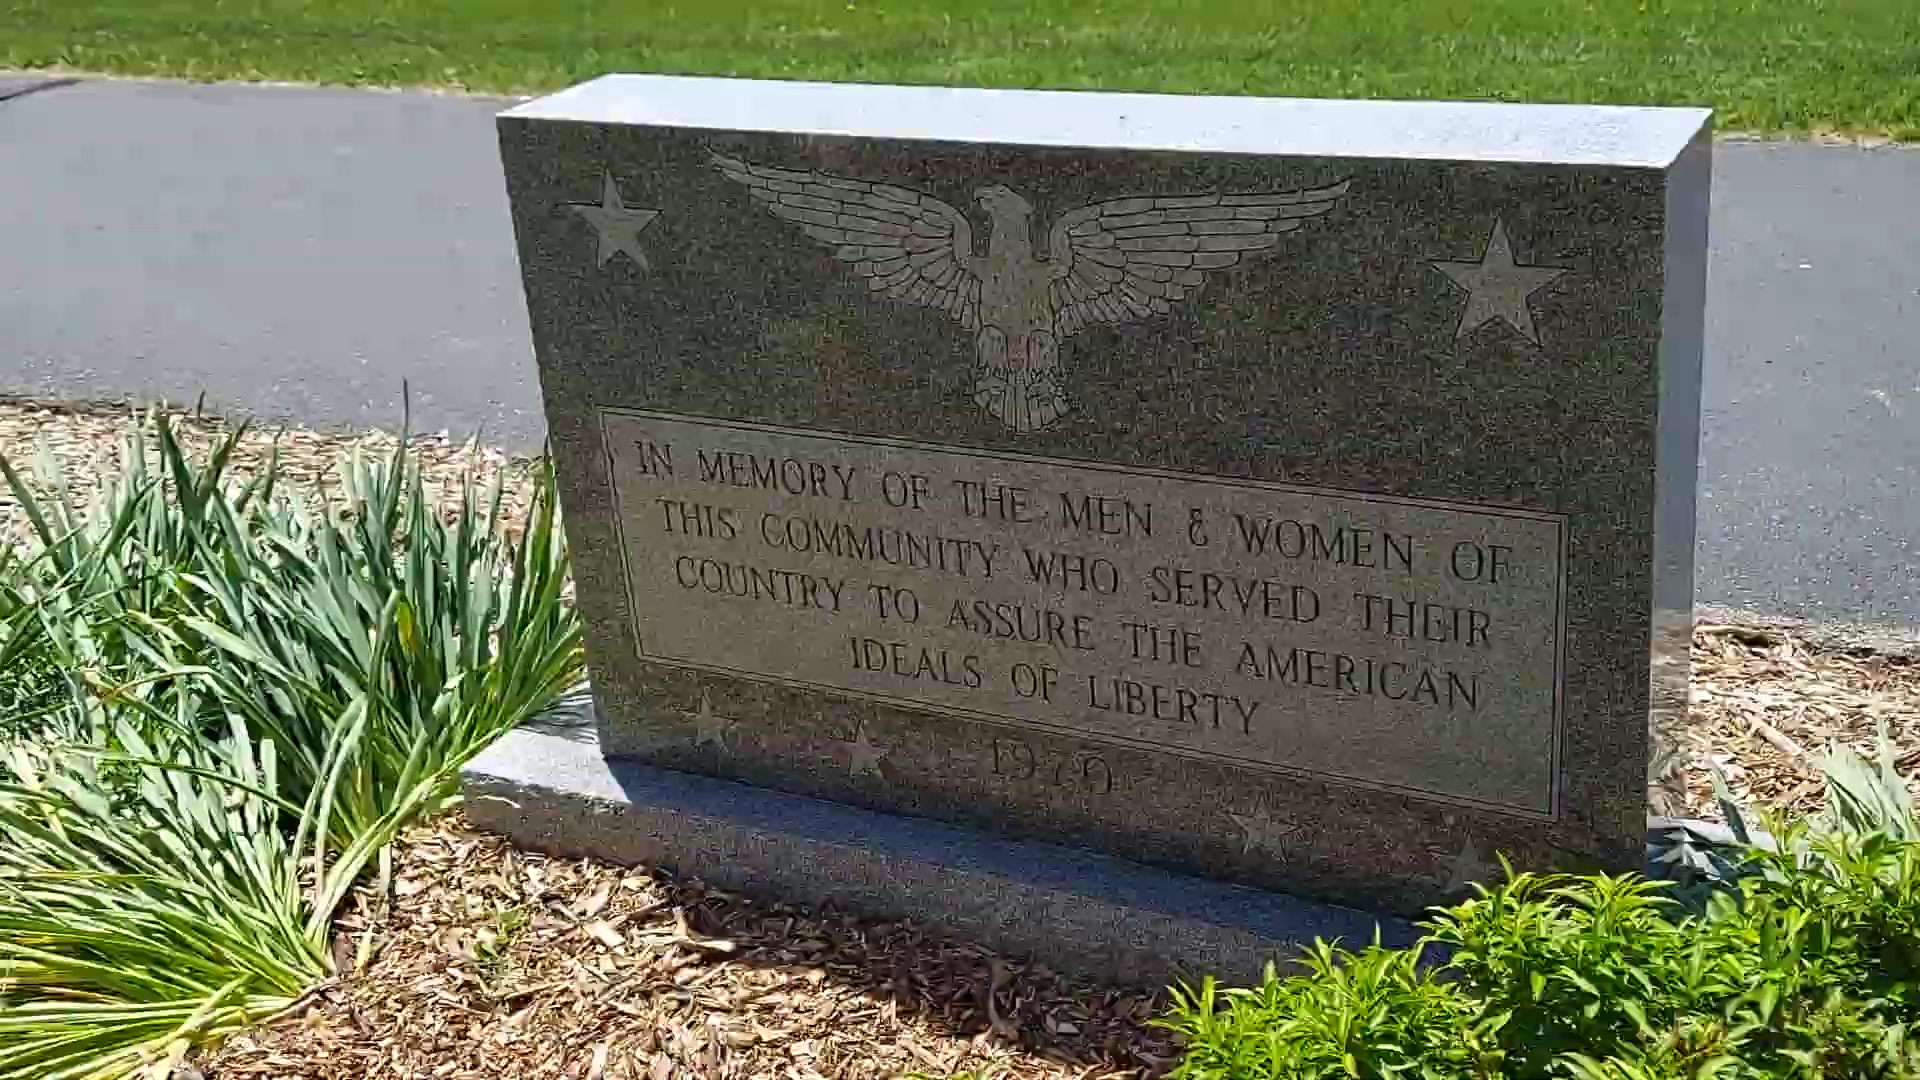 IN MEMORY OF THE MEN & WOMEN OF
THIS COMMUNITY WHO SERVED THEIR
COUNTRY TO ASSURE THE AMERICAN
IDEALS OF LIBERTY
1979